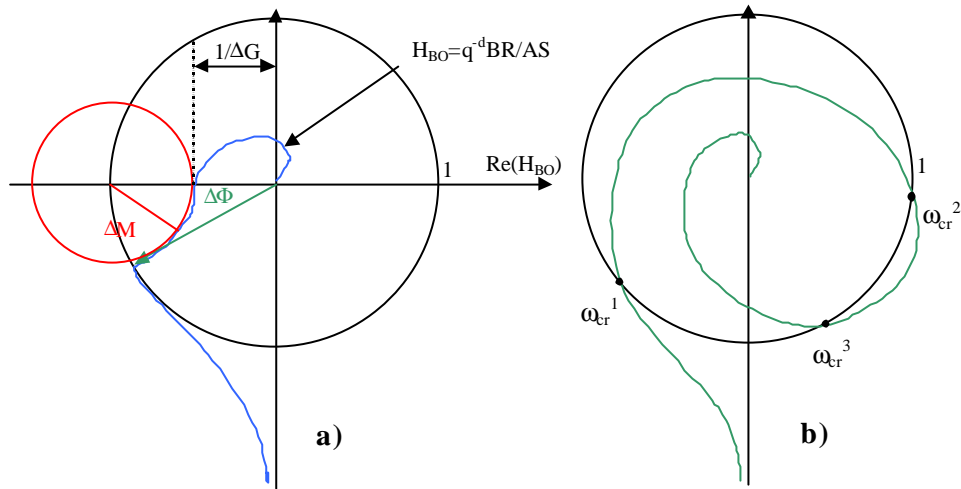 1/ΔG
H_BO=q^-d BR/AS
Re(H_BO)
1
ΔΦ
ΔM
a)
1
ω_cr^2
ω_cr^1
ω_cr^3
b)